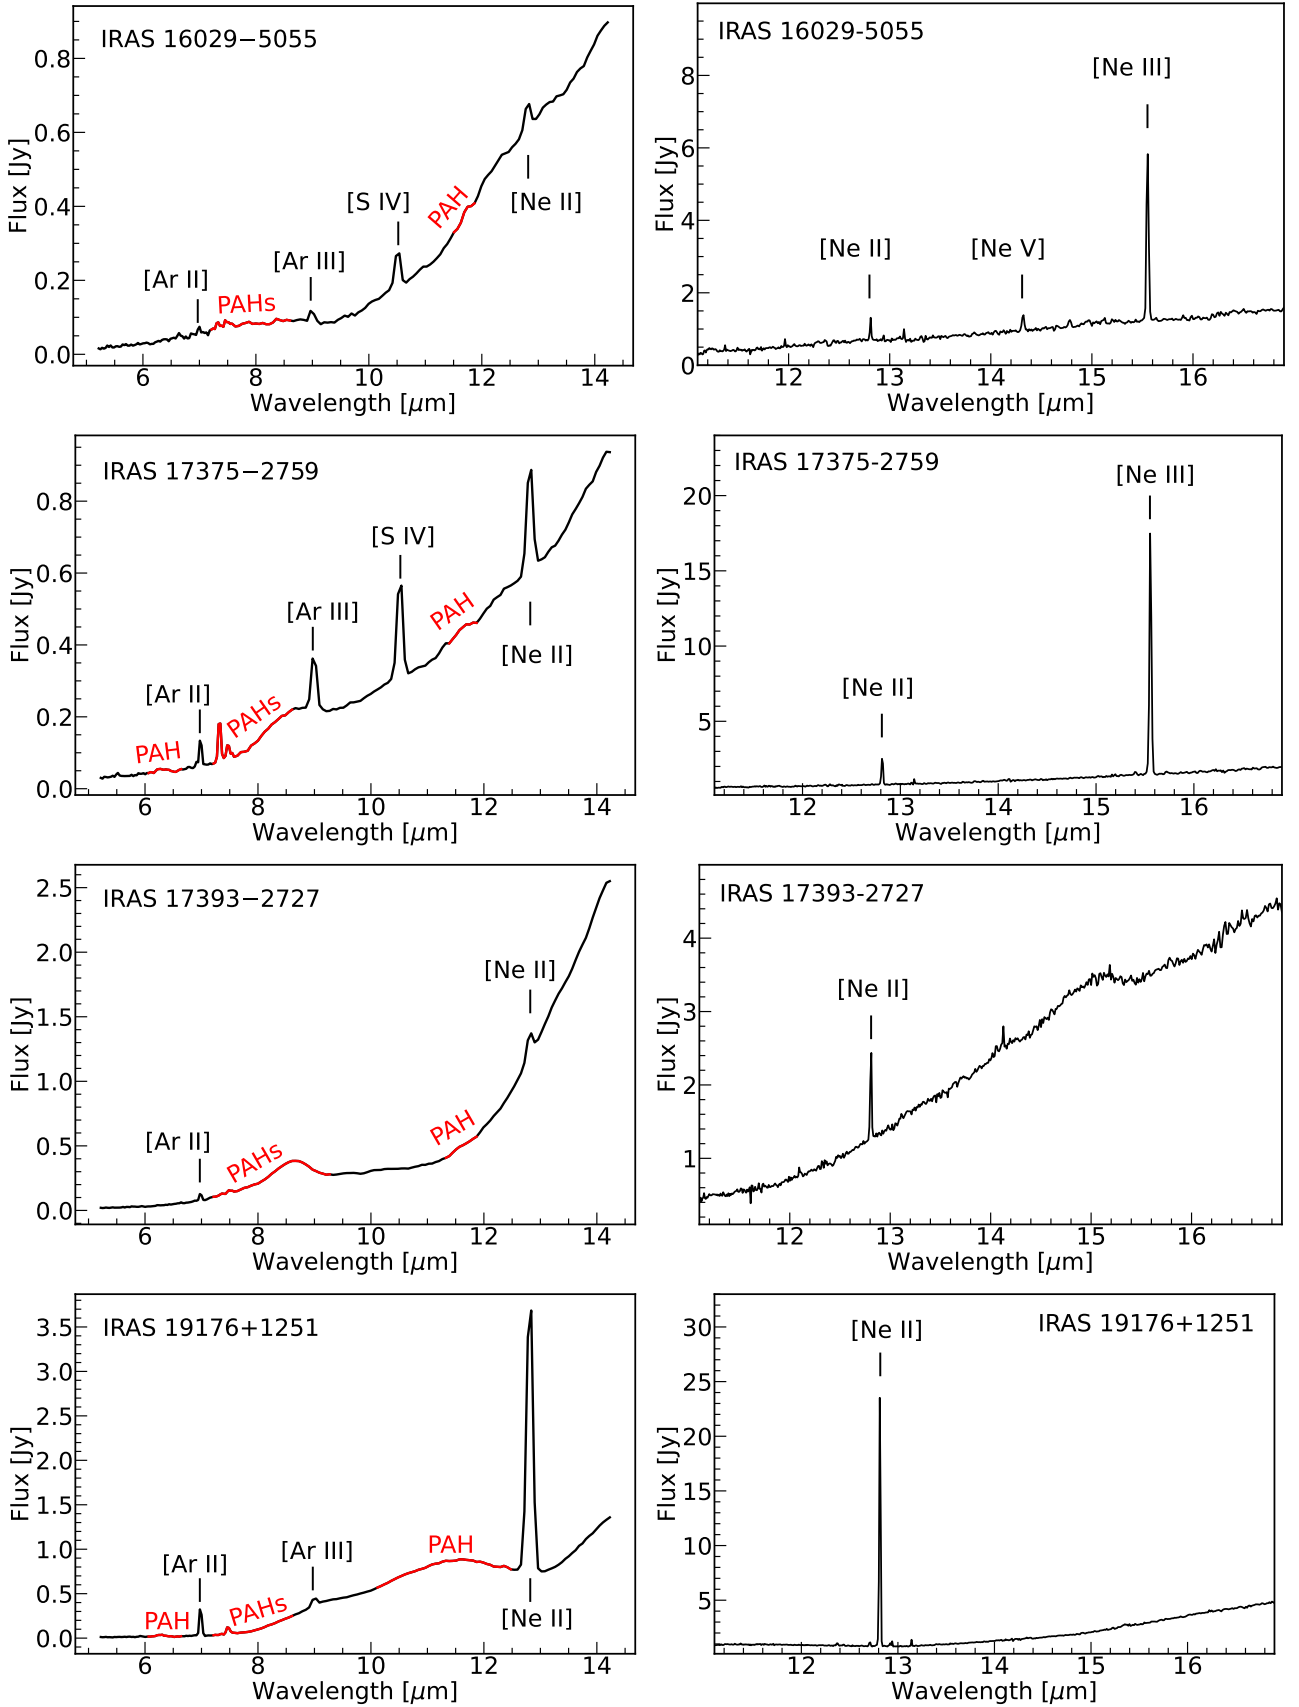 IRAS 16029−5055
[Ar II]
PAHs
[Ar III]
[S IV]
PAH
[Ne II]
0.0
0.2
0.4
0.6
0.8
6
8
10
12
14
Flux [Jy]
Wavelength [μm]
IRAS 16029-5055
[Ne II]
[Ne V]
[Ne III]
0
2
4
6
8
12
13
14
15
16
Flux [Jy]
Wavelength [μm]
IRAS 17375−2759
PAH
[Ar II]
PAHs
[Ar III]
[S IV]
PAH
[Ne II]
0.0
0.2
0.4
0.6
0.8
6
8
10
12
14
Flux [Jy]
Wavelength [μm]
IRAS 17375-2759
[Ne II]
[Ne III]
5
10
15
20
12
13
14
15
16
Flux [Jy]
Wavelength [μm]
IRAS 17393−2727
[Ar II]
PAHs
PAH
[Ne II]
0.0
0.5
1.0
1.5
2.0
2.5
6
8
10
12
14
Flux [Jy]
Wavelength [μm]
IRAS 17393-2727
[Ne II]
1
2
3
4
12
13
14
15
16
Flux [Jy]
Wavelength [μm]
IRAS 19176+1251
PAH
[Ar II]
PAHs
[Ar III]
PAH
[Ne II]
0.0
0.5
1.0
1.5
2.0
2.5
3.0
3.5
6
8
10
12
14
Flux [Jy]
Wavelength [μm]
IRAS 19176+1251
[Ne II]
5
10
15
20
25
30
12
13
14
15
16
Flux [Jy]
Wavelength [μm]